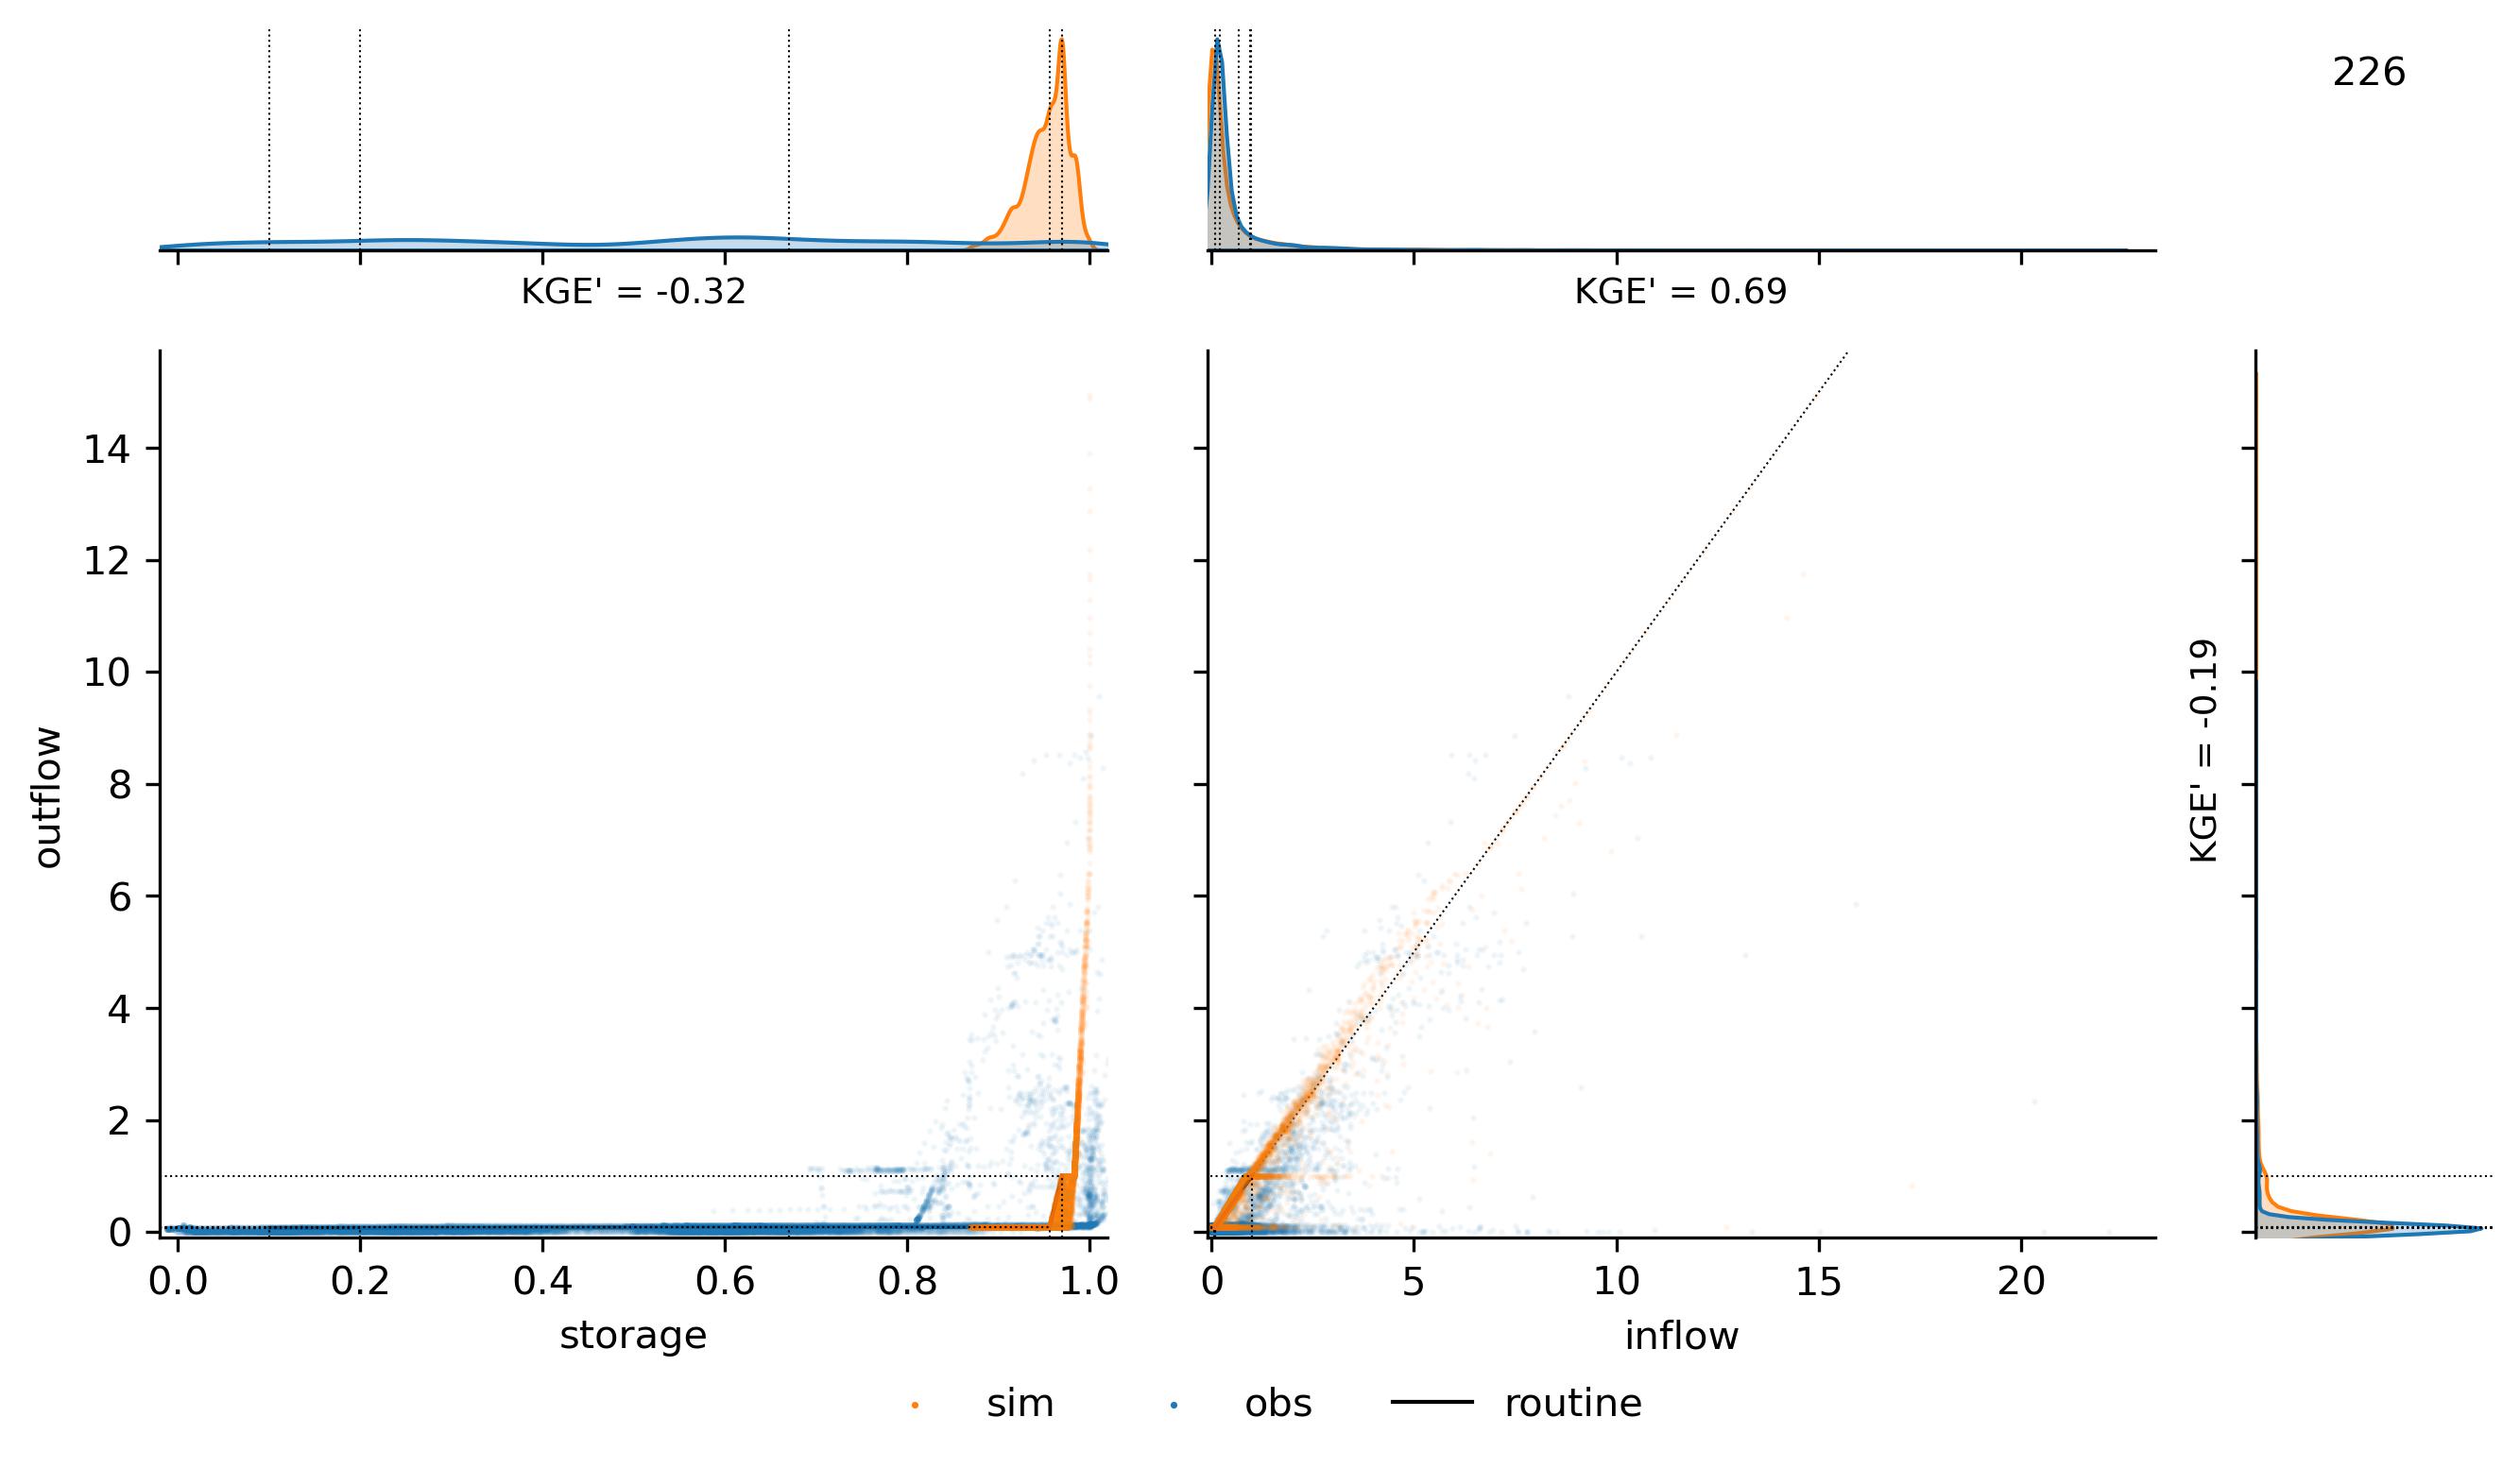 226
KGE' = -0.32
KGE' = 0.69
14
12
10
8
6
4
2
0
outflow
KGE' = -0.19
0.0 0.2 0.4 0.6 0.8 1.0
0 5 10 15 20
storage
inflow
sim obs routine